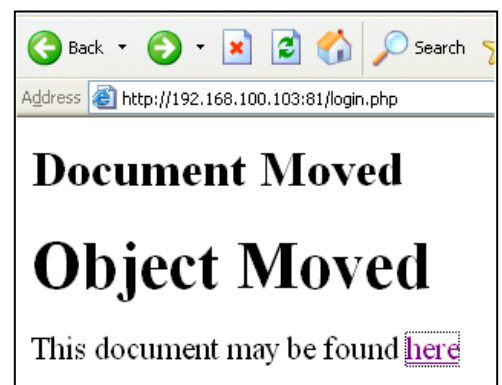 Back Search
Address http://192.168.100.103:81/login.php
Document Moved
Object Moved
This document may be found here